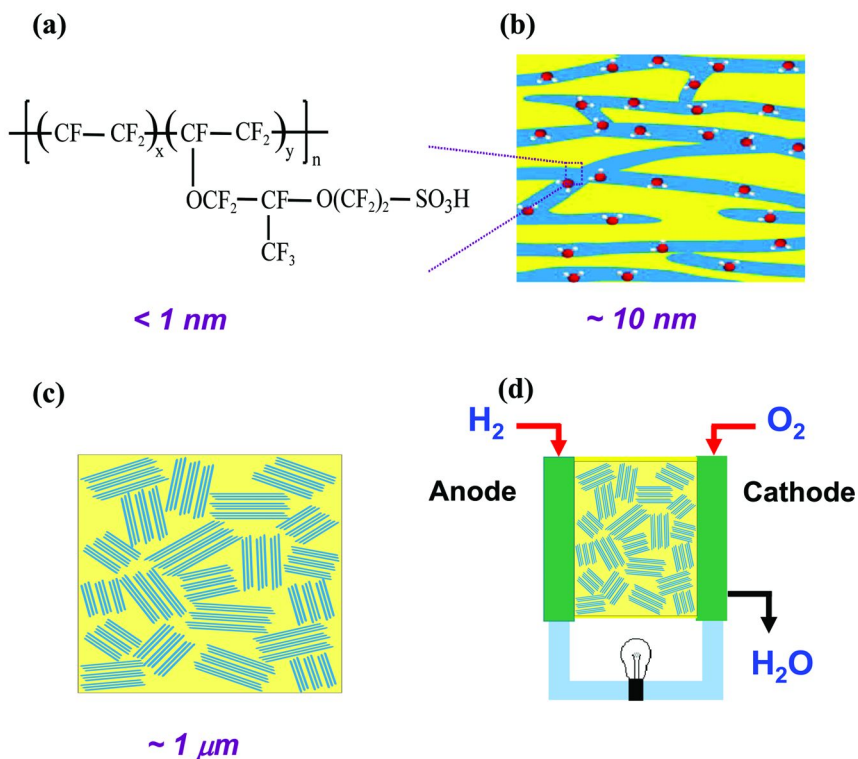 (a)
[(CF—CF₂)x(CF—CF₂)y]n
OCF₂—CF—O(CF₂)₂—SO₃H
CF₃
< 1 nm
(b)
~ 10 nm
(c)
~ 1 μm
(d)
H₂
O₂
Anode
Cathode
H₂O